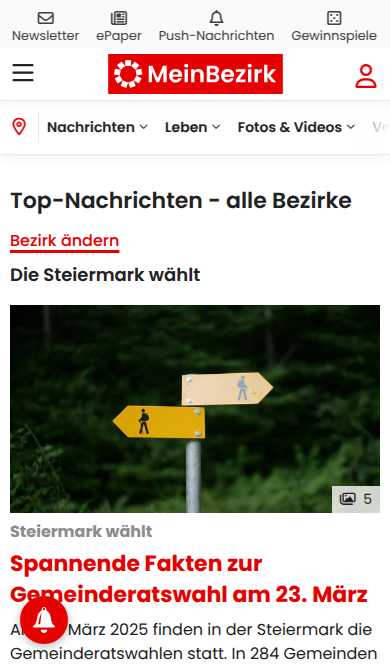 Newsletter ePaper Push-Nachrichten Gewinnspiele
MeinBezirk
Nachrichten Leben Fotos & Videos
Top-Nachrichten - alle Bezirke
Bezirk ändern
Die Steiermark wählt
5
Steiermark wählt
Spannende Fakten zur
Gemeinderatswahl am 23. März
März 2025 finden in der Steiermark die
Gemeinderatswahlen statt. In 284 Gemeinden